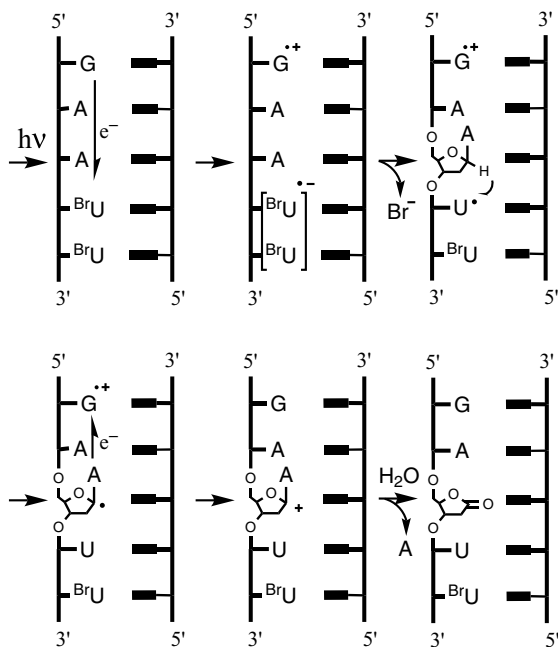 5' 3' 5' 3' 5' 3'
G G•+ G•+
A A A
hν e− O A
A A O H
O
BrU BrU •− Br− U•
BrU BrU BrU
3' 5' 3' 5' 3' 5'
5' 3' 5' 3' 5' 3'
G•+ G G
A e− A A
O A O A H2O O
O • O + O O
O O A O
U U U
BrU BrU BrU
3' 5' 3' 5' 3' 5'